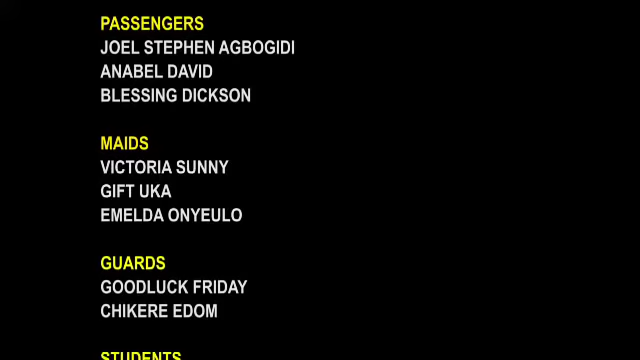 PASSENGERS
JOEL STEPHEN AGBOGIDI
ANABEL DAVID
BLESSING DICKSON
MAIDS
VICTORIA SUNNY
GIFT UKA
EMELDA ONYEULO
GUARDS
GOODLUCK FRIDAY
CHIKERE EDOM
STUDENTS